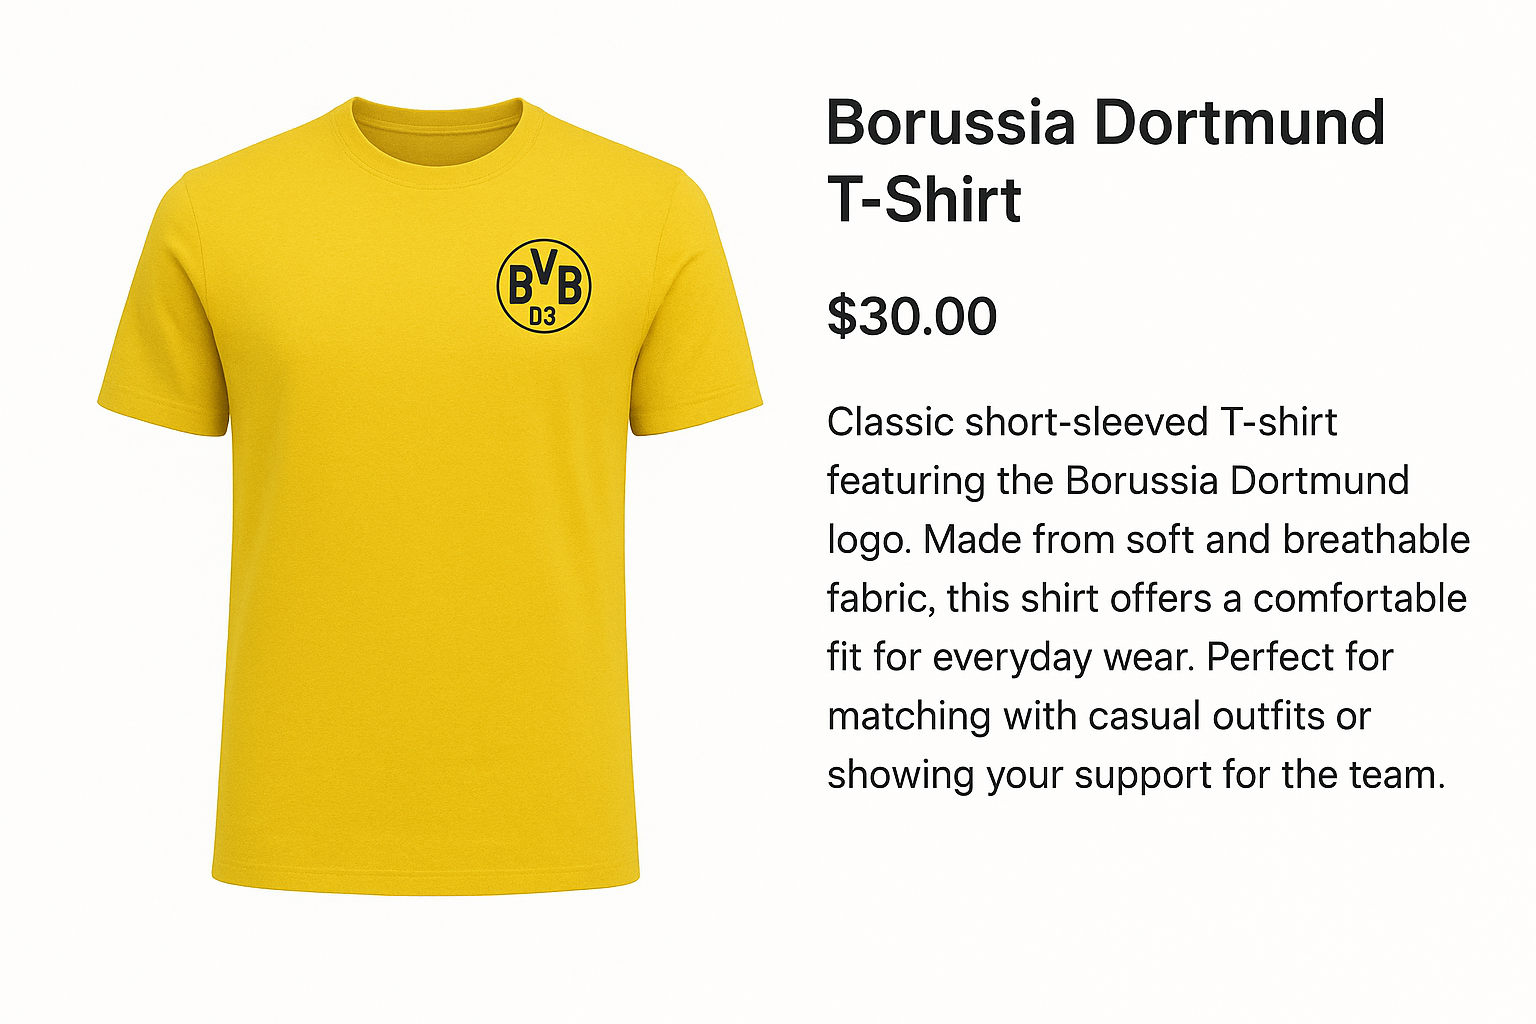 BVB
D3
Borussia Dortmund
T-Shirt
$30.00
Classic short-sleeved T-shirt
featuring the Borussia Dortmund
logo. Made from soft and breathable
fabric, this shirt offers a comfortable
fit for everyday wear. Perfect for
matching with casual outfits or
showing your support for the team.